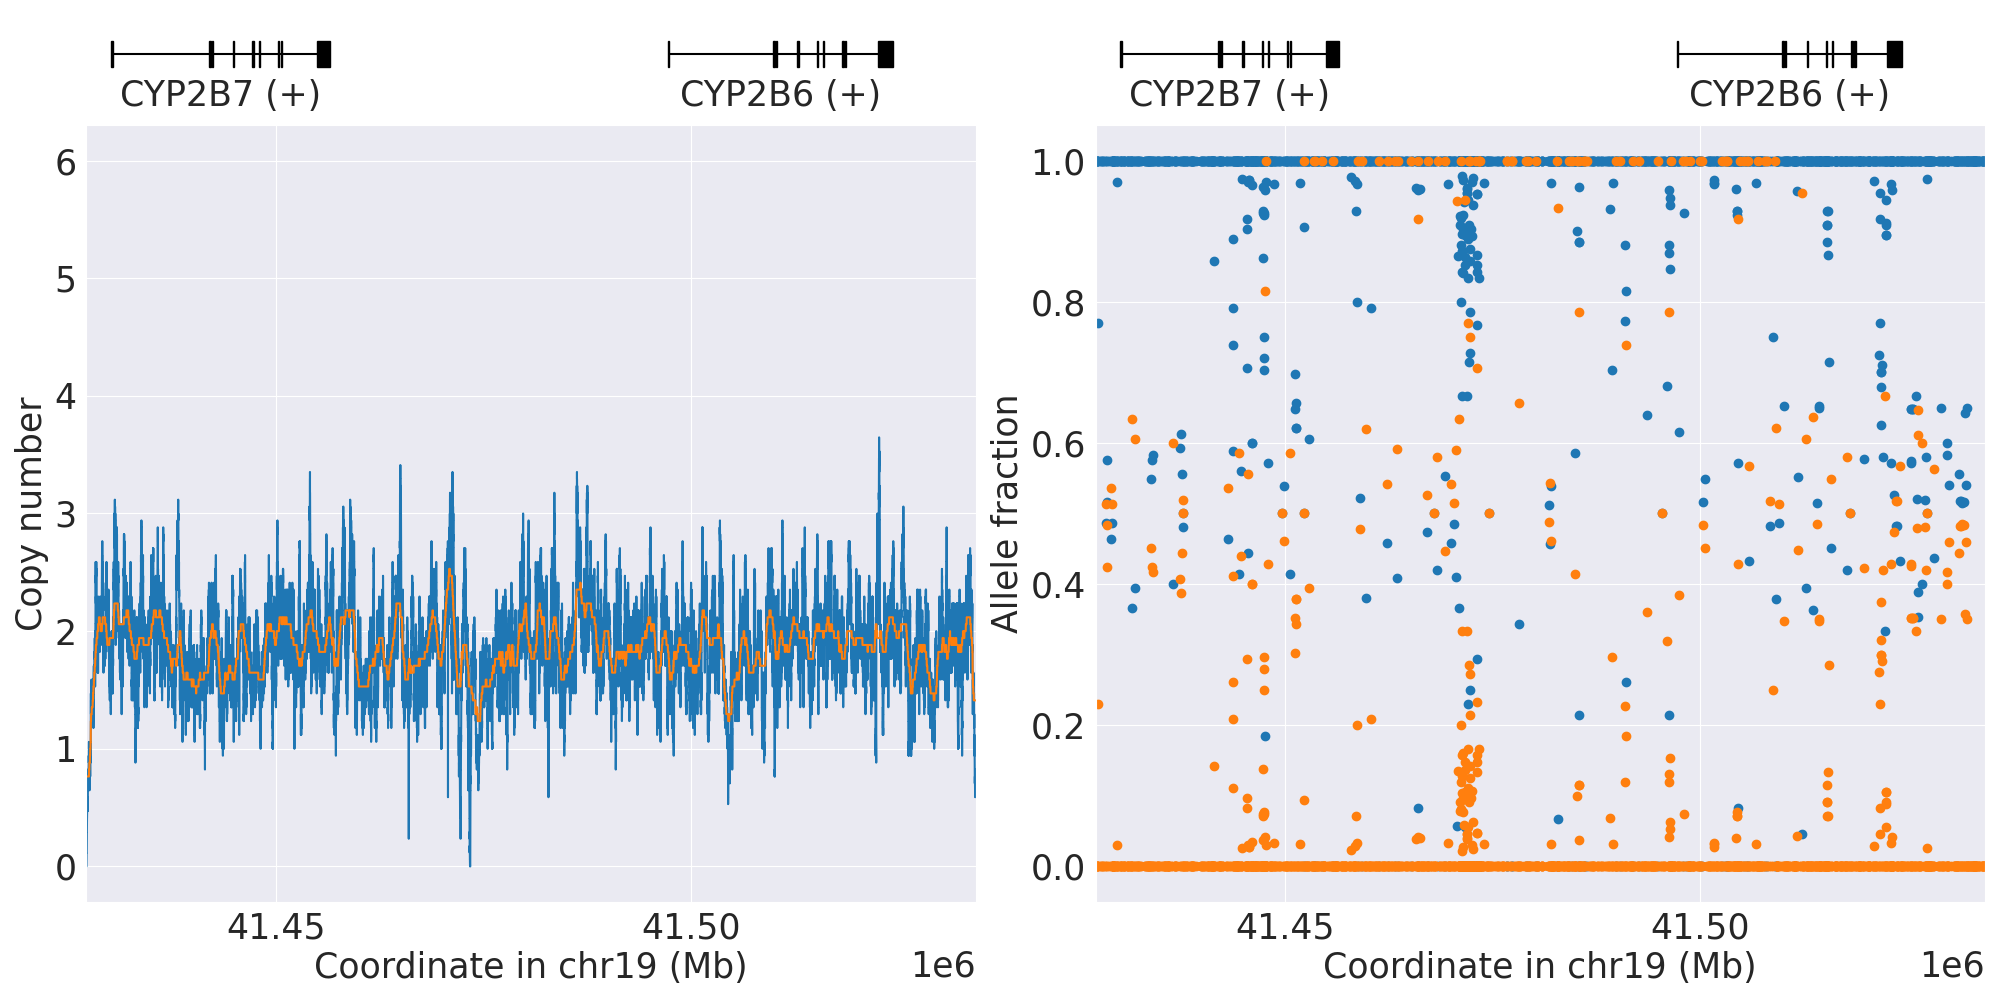 CYP2B7 (+)
CYP2B6 (+)
6
5
4
3
2
1
0
Copy number
41.45
41.50
Coordinate in chr19 (Mb)
1e6
CYP2B7 (+)
CYP2B6 (+)
1.0
0.8
0.6
0.4
0.2
0.0
Allele fraction
41.45
41.50
Coordinate in chr19 (Mb)
1e6